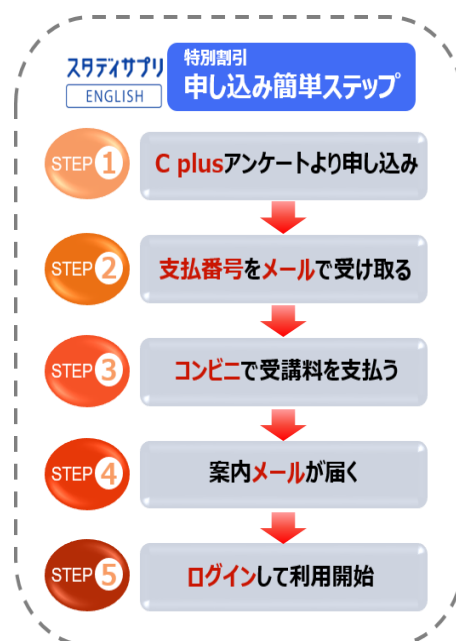 スタディサプリ
ENGLISH
特別割引
申し込み簡単ステップ
STEP 1
C plusアンケートより申し込み
STEP 2
支払番号をメールで受け取る
STEP 3
コンビニで受講料を支払う
STEP 4
案内メールが届く
STEP 5
ログインして利用開始